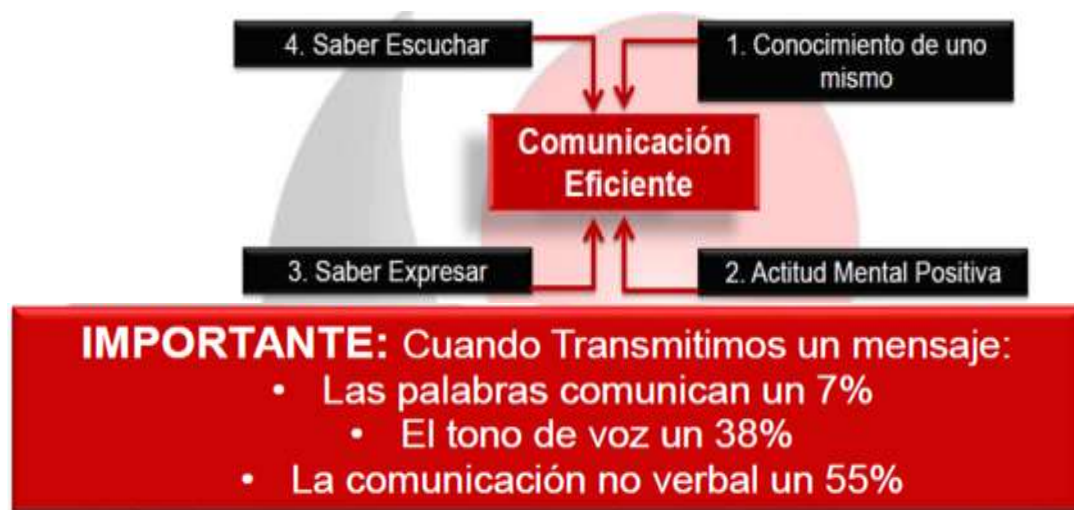 4. Saber Escuchar
1. Conocimiento de uno
mismo
Comunicación
Eficiente
3. Saber Expresar
2. Actitud Mental Positiva
IMPORTANTE: Cuando Transmitimos un mensaje:
• Las palabras comunican un 7%
• El tono de voz un 38%
• La comunicación no verbal un 55%